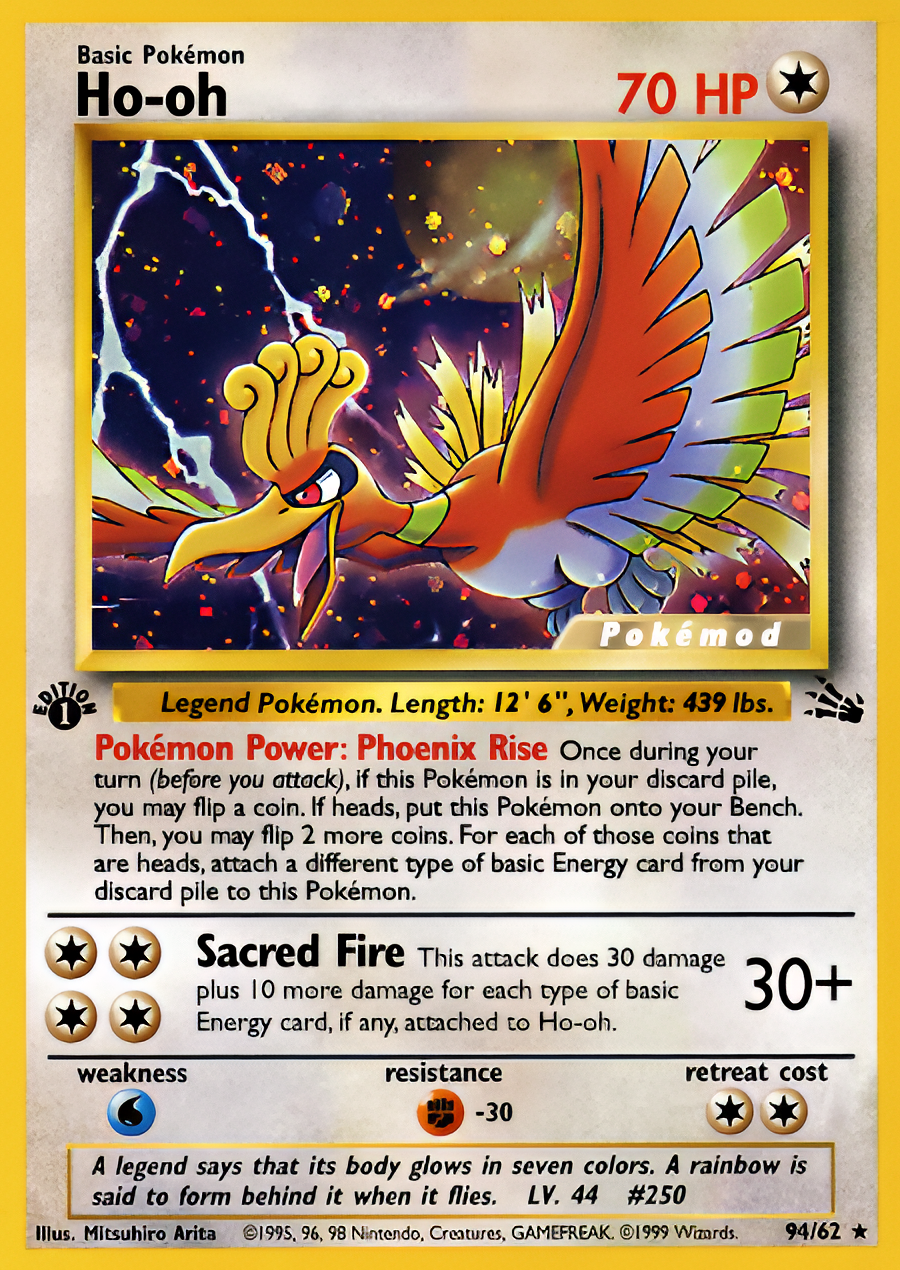 Basic Pokémon
Ho-oh
70 HP
Pokémod
EDITION
1
Legend Pokémon. Length: 12' 6", Weight: 439 lbs.
Pokémon Power: Phoenix Rise Once during your
turn (before you attack), if this Pokémon is in your discard pile,
you may flip a coin. If heads, put this Pokémon onto your Bench.
Then, you may flip 2 more coins. For each of those coins that
are heads, attach a different type of basic Energy card from your
discard pile to this Pokémon.
Sacred Fire This attack does 30 damage
plus 10 more damage for each type of basic
Energy card, if any, attached to Ho-oh.
30+
weakness
resistance
retreat cost
-30
A legend says that its body glows in seven colors. A rainbow is
said to form behind it when it flies. LV. 44 #250
Illus. Mitsuhiro Arita ©1995, 96, 98 Nintendo, Creatures, GAMEFREAK. ©1999 Wizards. 94/62 ★